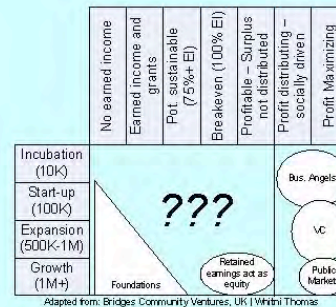 No earned income
Earned income and
grants
Pot. sustainable
(75%+ EI)
Breakeven (100% EI)
Profitable – Surplus
not distributed
Profit distributing –
socially driven
Profit Maximizing
Incubation
(10K)
Start-up
(100K)
Expansion
(500K-1M)
Growth
(1M+)
Foundations
???
Retained
earnings act as
equity
Bus. Angels
VC
Public
Markets
Adapted from: Bridges Community Ventures, UK | Whitni Thomas